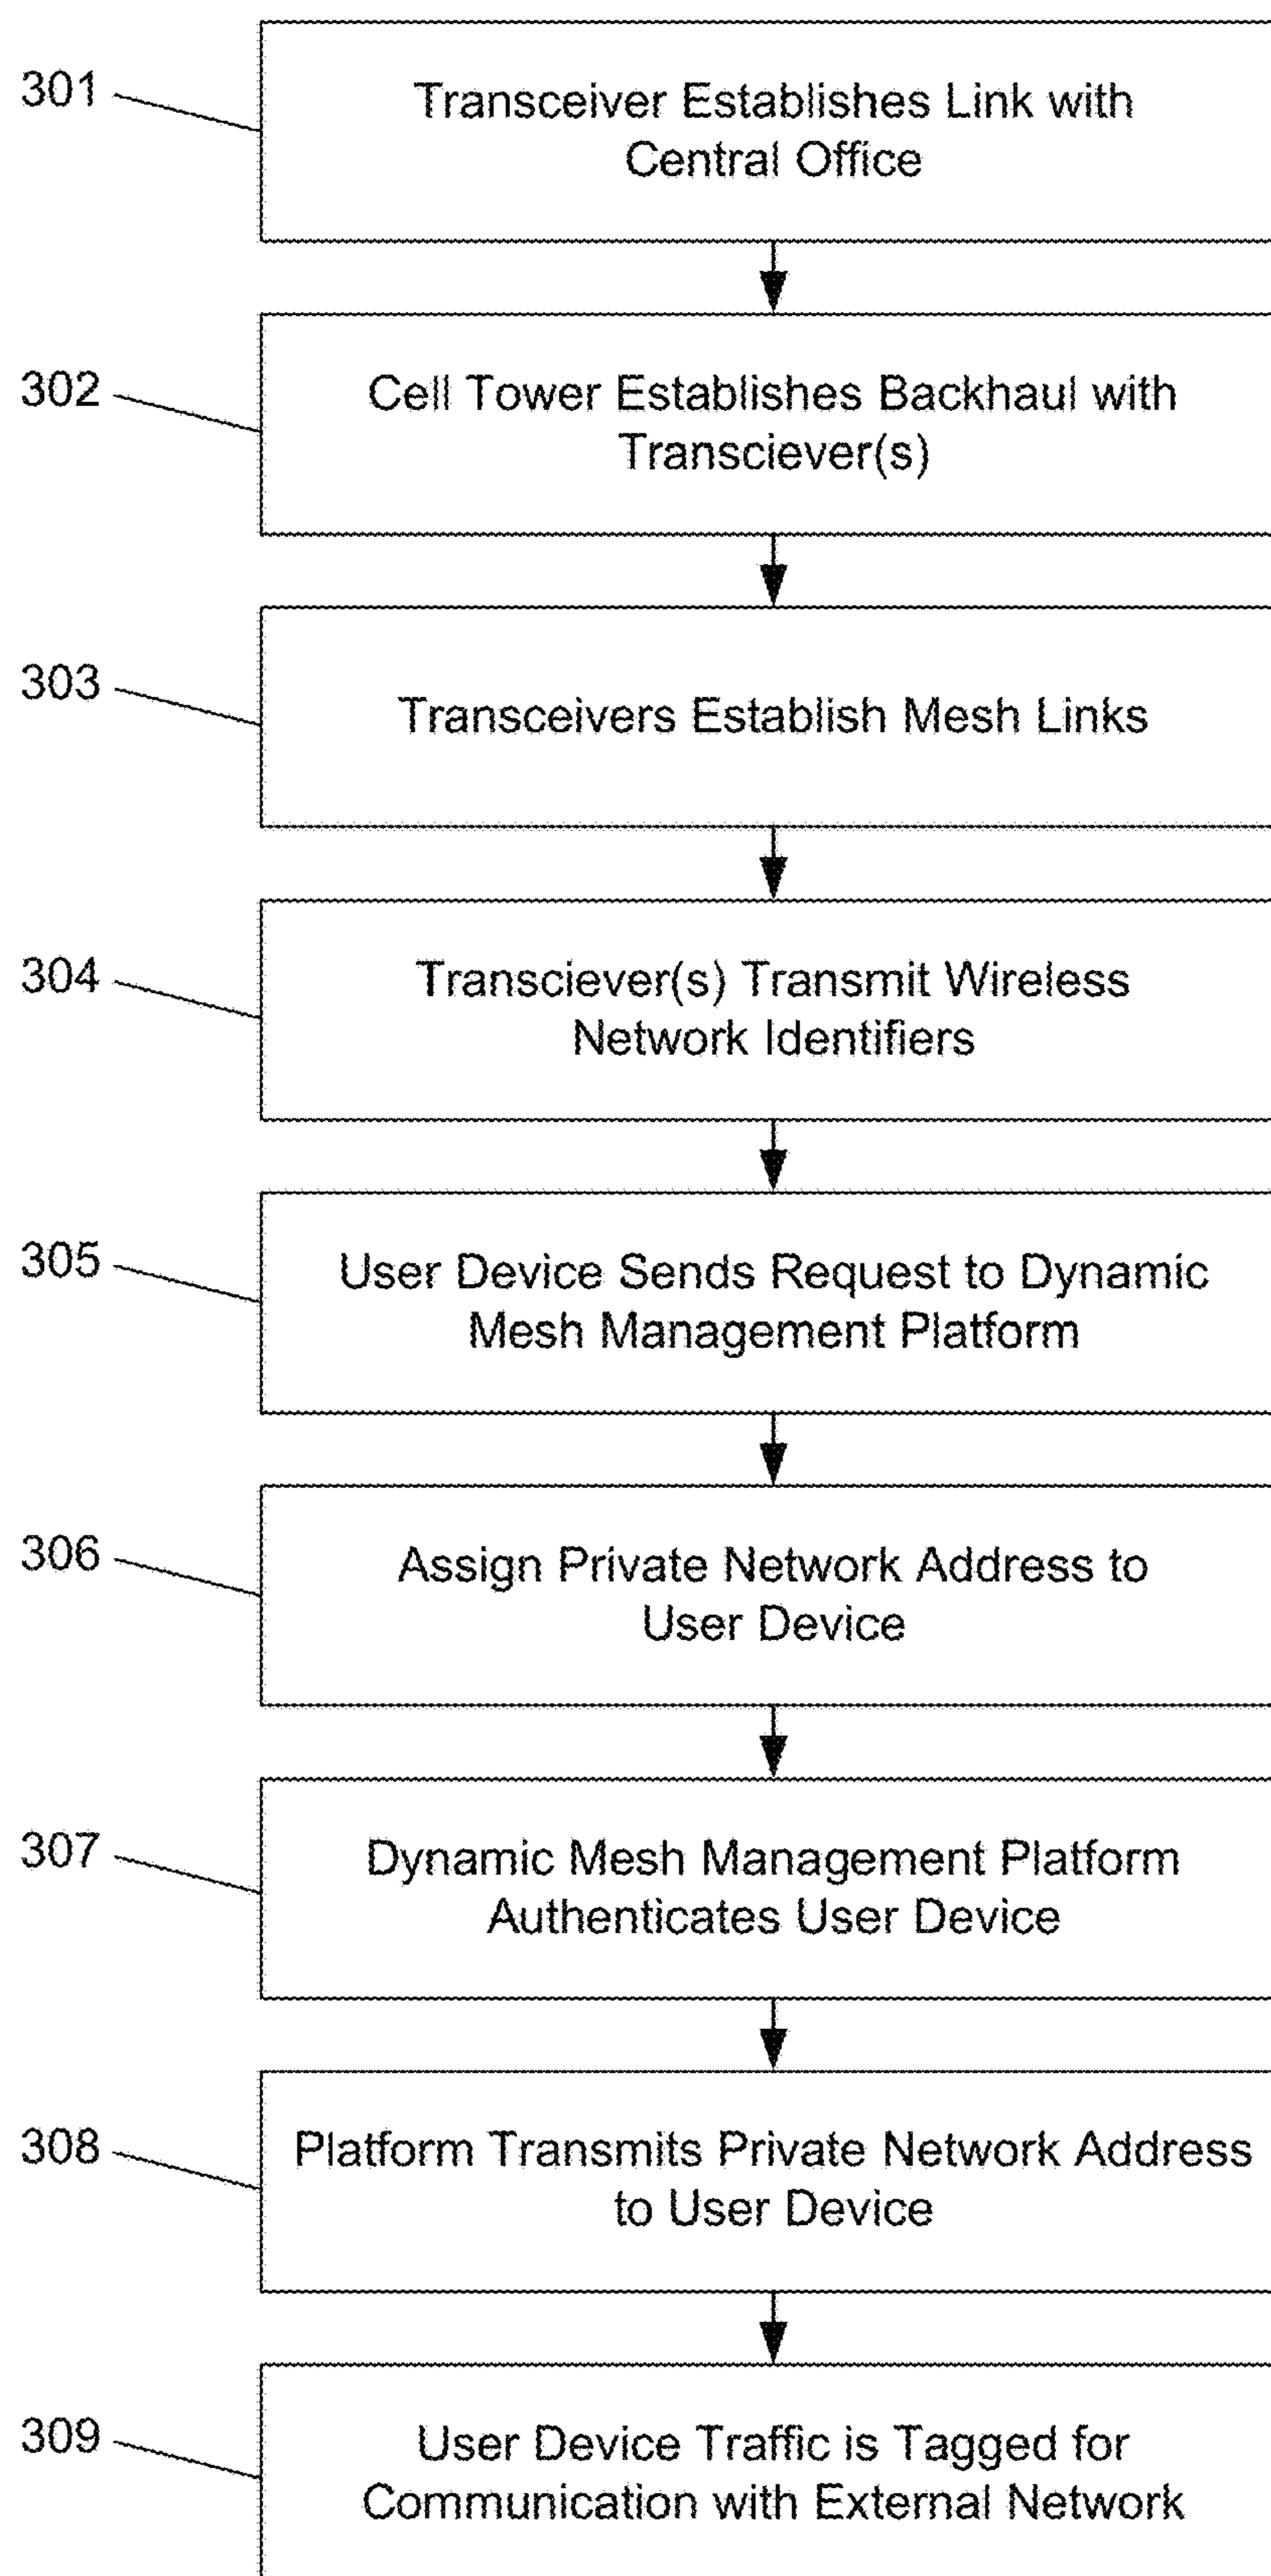 301
Transceiver Establishes Link with
Central Office
302
Cell Tower Establishes Backhaul with
Transciever(s)
303
Transceivers Establish Mesh Links
304
Transciever(s) Transmit Wireless
Network Identifiers
305
User Device Sends Request to Dynamic
Mesh Management Platform
306
Assign Private Network Address to
User Device
307
Dynamic Mesh Management Platform
Authenticates User Device
308
Platform Transmits Private Network Address
to User Device
309
User Device Traffic is Tagged for
Communication with External Network